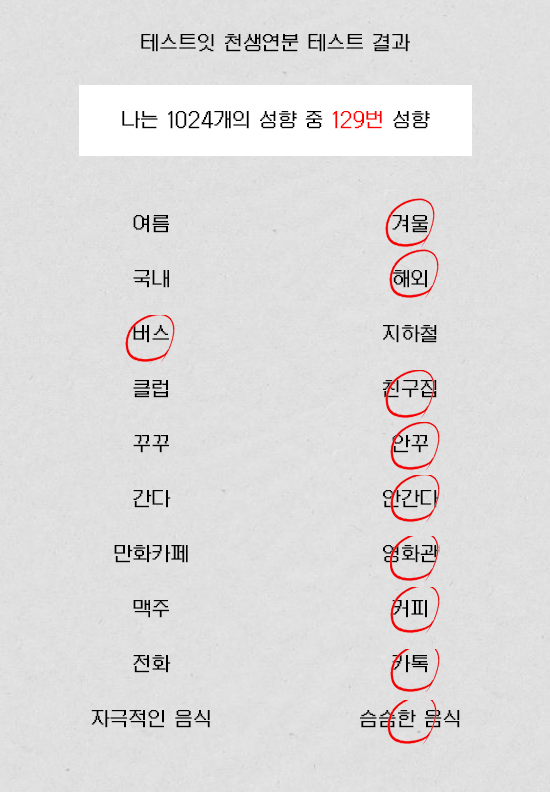 테스트잇 천생연분 테스트 결과
나는 1024개의 성향 중 129번 성향
여름 겨울
국내 해외
버스 지하철
클럽 친구집
꾸꾸 안꾸
간다 안간다
만화카페 영화관
맥주 커피
전화 카톡
자극적인 음식 슴슴한 음식